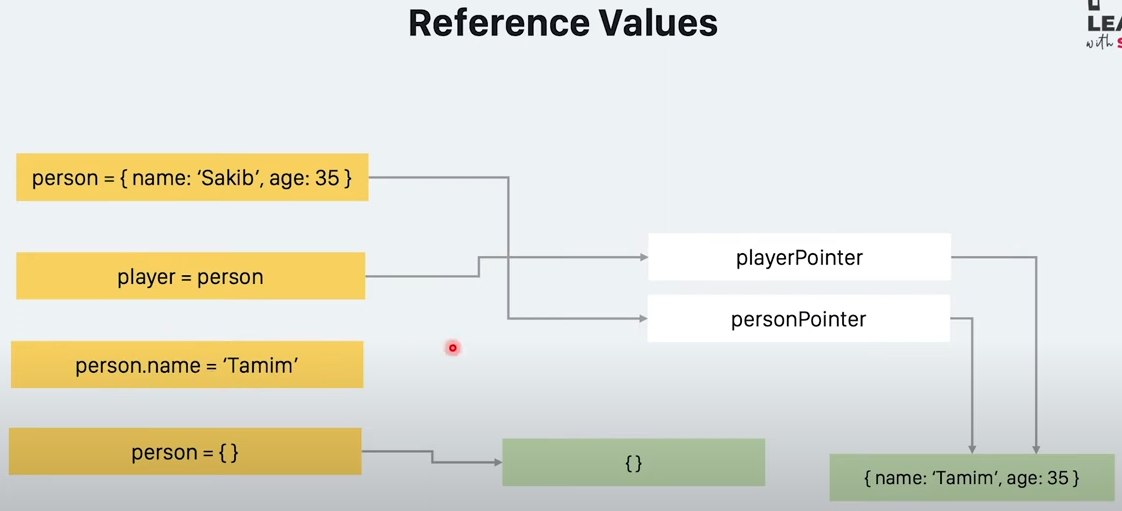 Reference Values
LEA
with S
person = { name: ‘Sakib’, age: 35 }
player = person
playerPointer
personPointer
person.name = ‘Tamim’
person = { }
{ }
{ name: ‘Tamim’, age: 35 }